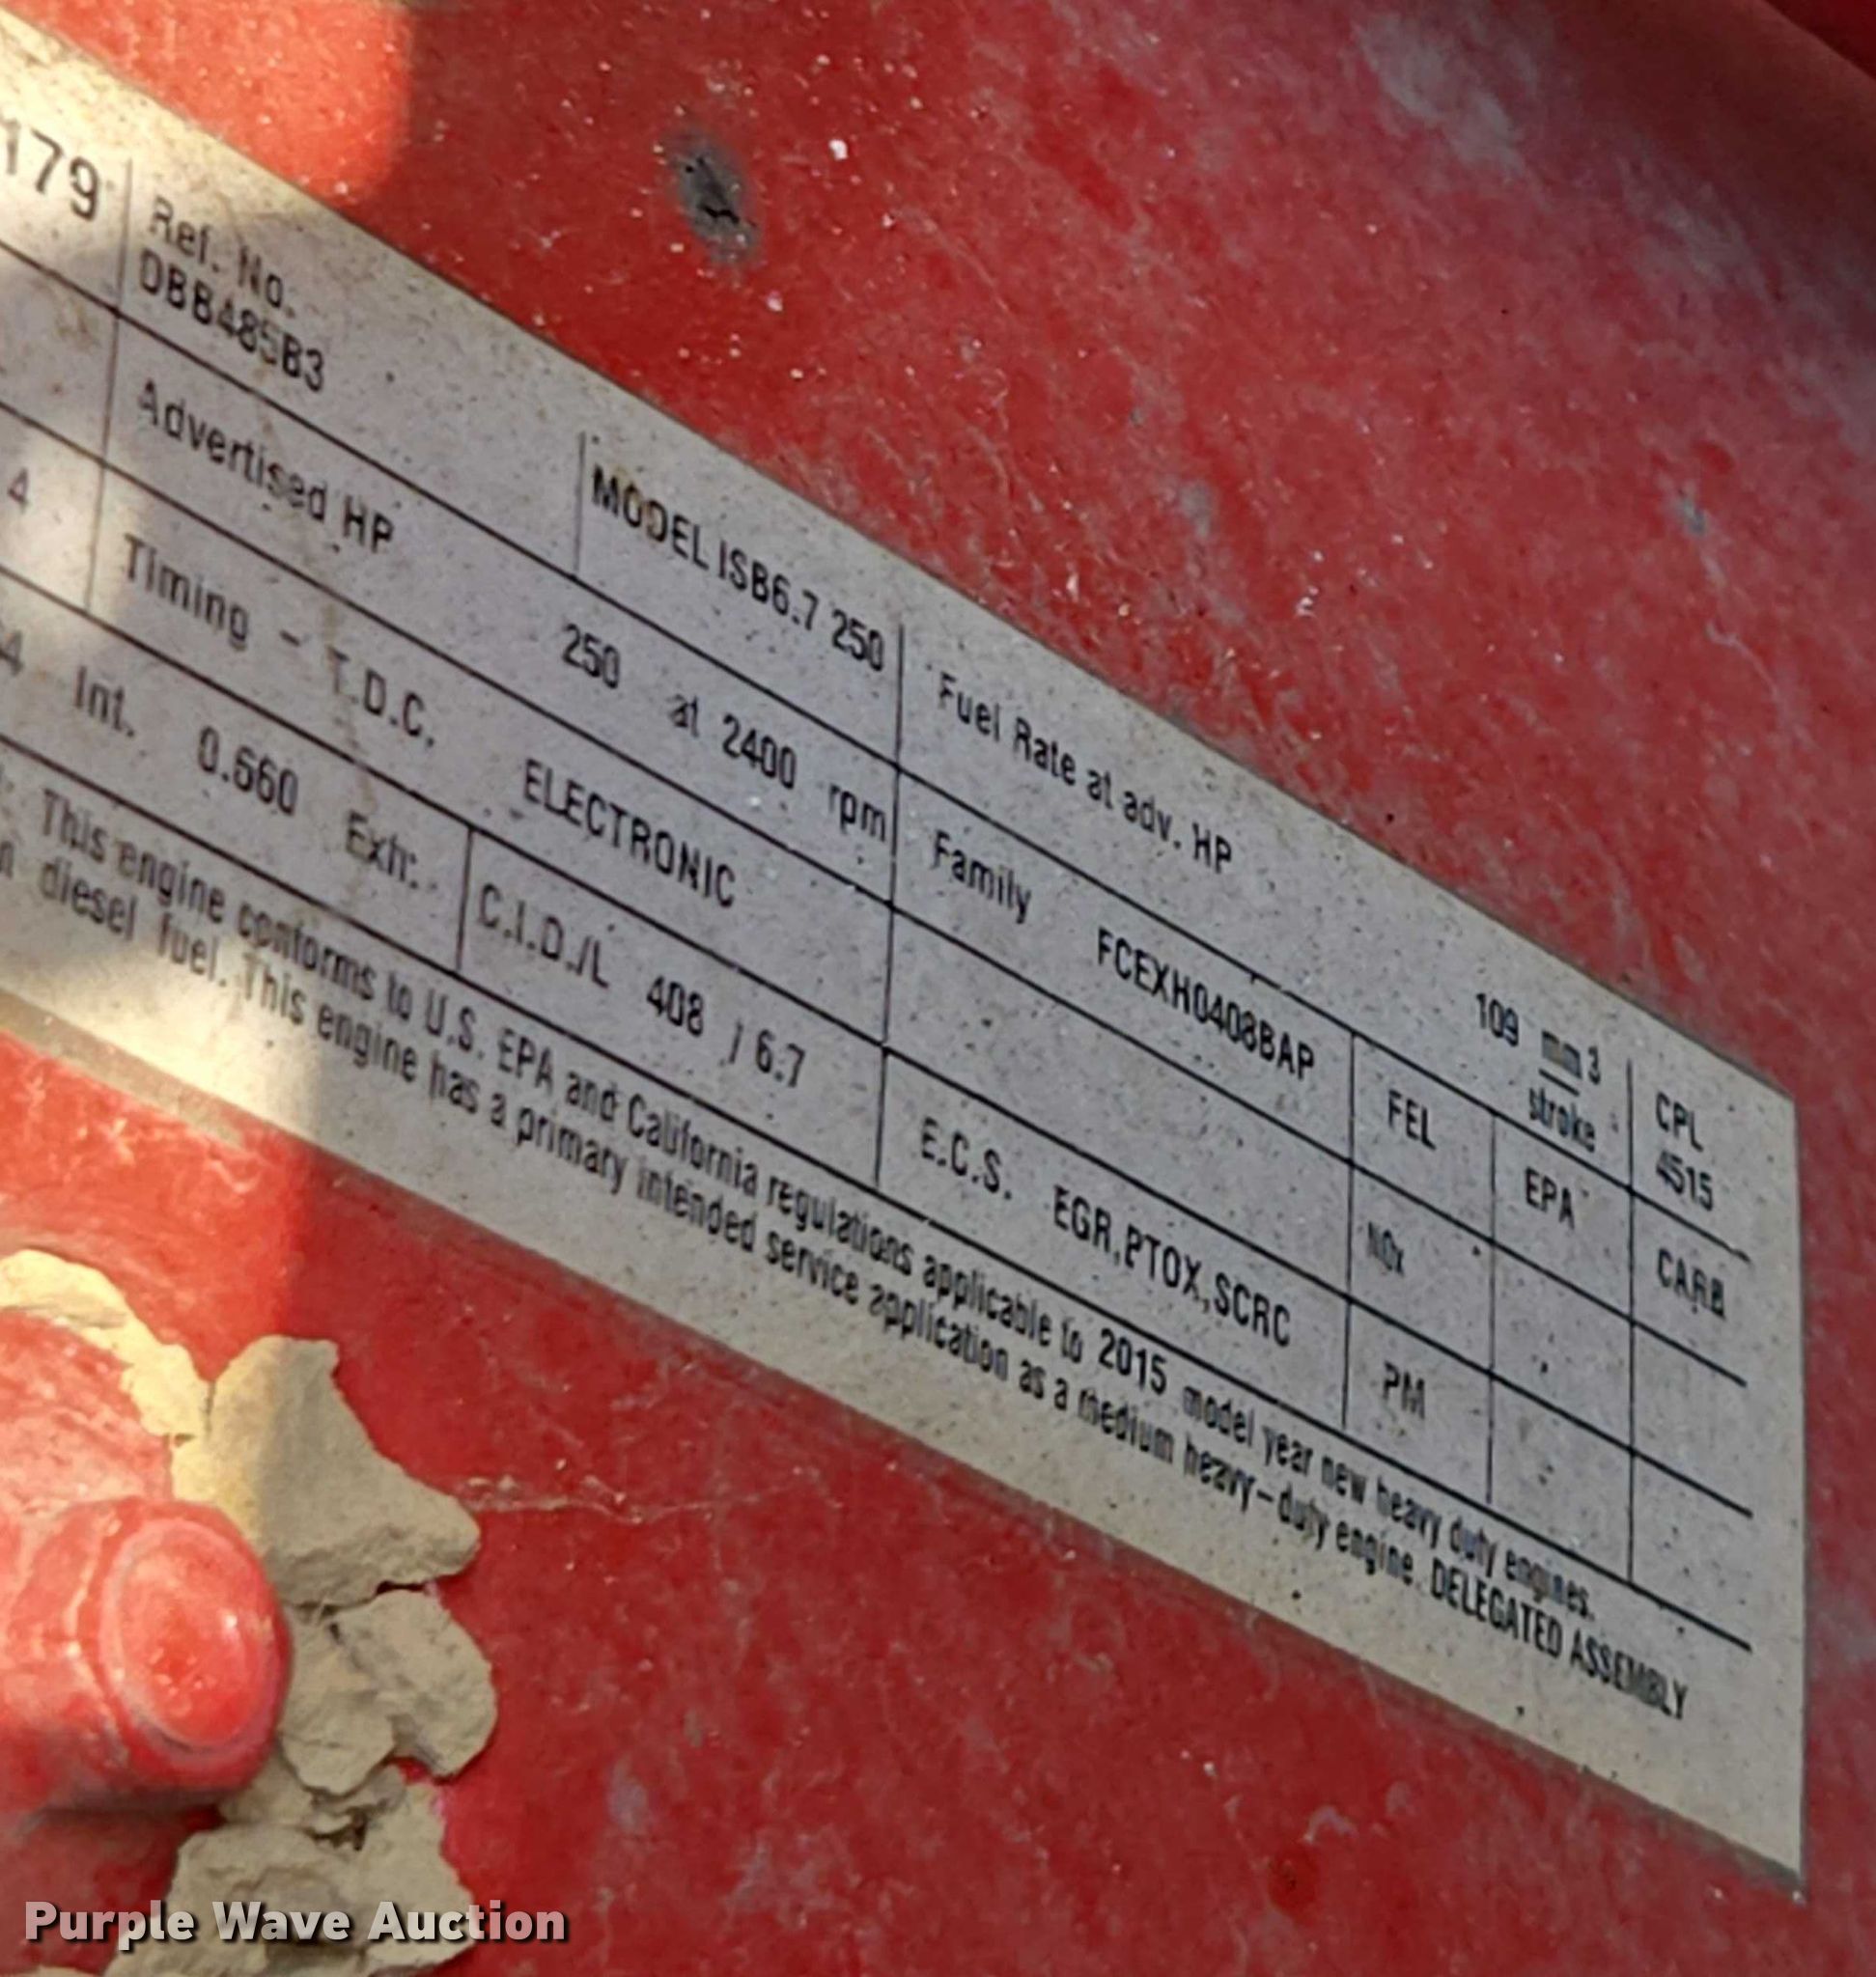 179
Ref. No.
DBB485B3
MODEL ISB6.7 250
Fuel Rate at adv. HP 109 mm3
stroke
CPL
4515
Advertised HP 250 at 2400 rpm
Family FCEXH0408BAP
FEL EPA CARB
4 Timing - T.D.C. ELECTRONIC
NOx
4 Int. 0.660 Exh:
C.I.D./L 408 / 6.7
E.C.S. EGR,PTOX,SCRC
PM
This engine conforms to U.S. EPA and California regulations applicable to 2015 model year new heavy duty engines.
diesel fuel. This engine has a primary intended service application as a medium heavy-duty engine. DELEGATED ASSEMBLY
Purple Wave Auction